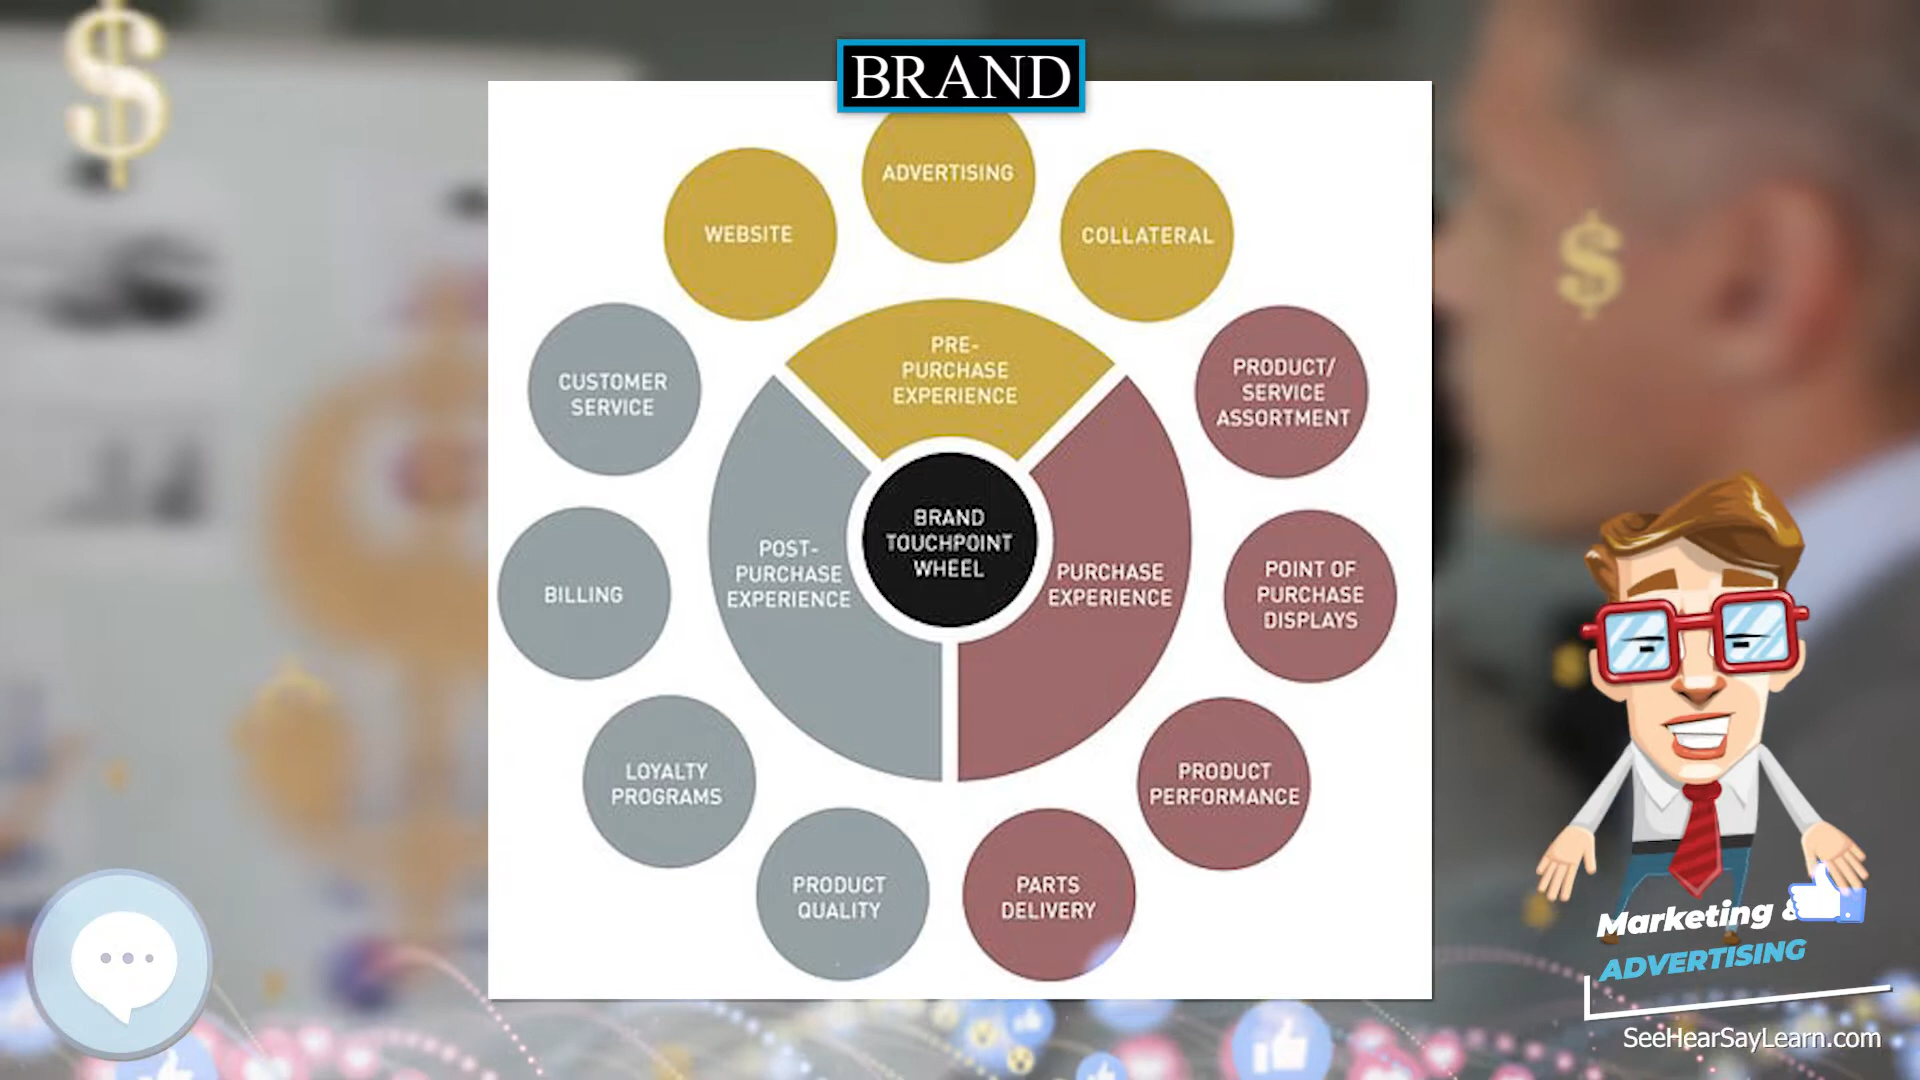 BRAND
ADVERTISING
WEBSITE
COLLATERAL
PRE-
PURCHASE
EXPERIENCE
PRODUCT/
SERVICE
ASSORTMENT
CUSTOMER
SERVICE
BRAND
TOUCHPOINT
WHEEL
POST-
PURCHASE
EXPERIENCE
PURCHASE
EXPERIENCE
POINT OF
PURCHASE
DISPLAYS
BILLING
LOYALTY
PROGRAMS
PRODUCT
PERFORMANCE
PRODUCT
QUALITY
PARTS
DELIVERY
Marketing &
ADVERTISING
SeeHearSayLearn.com
$
$